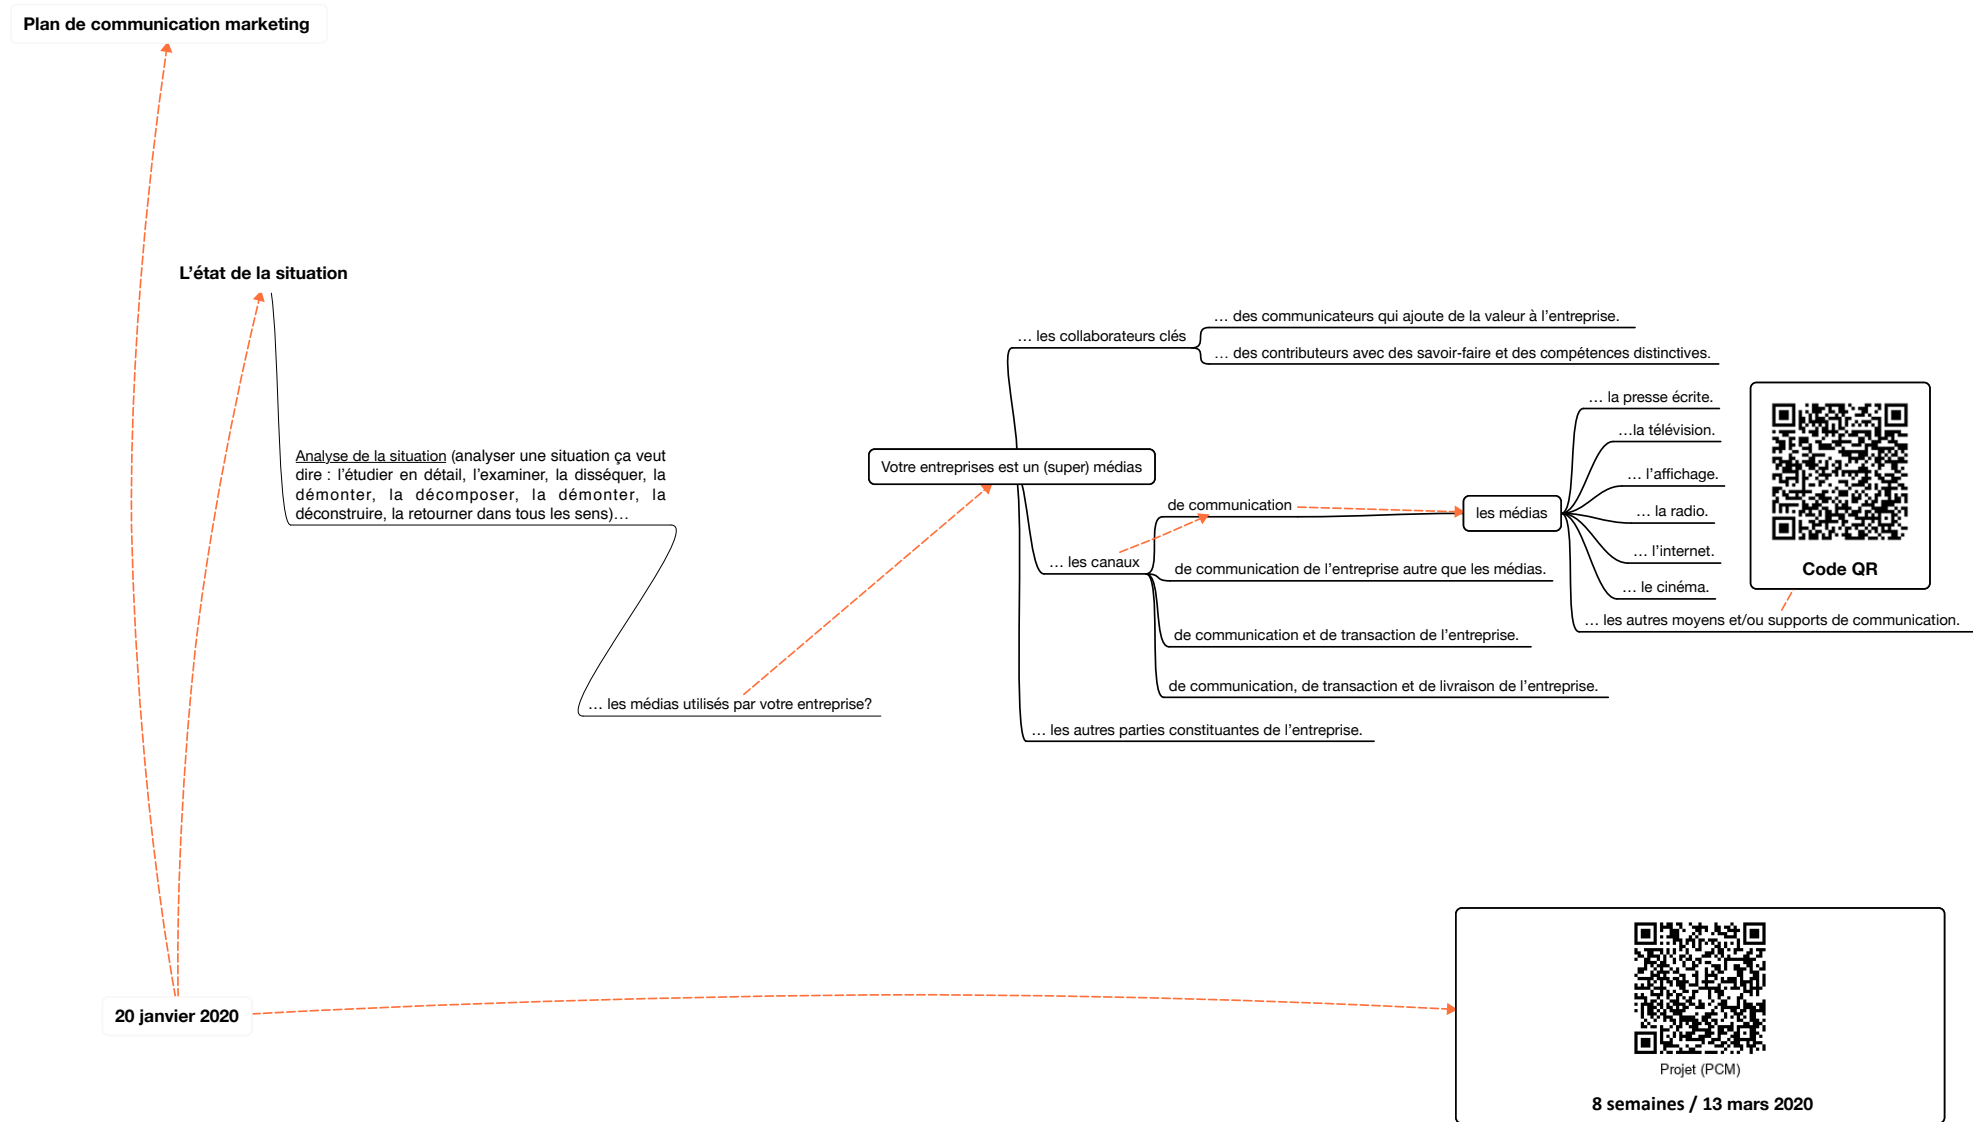 Plan de communication marketing
L’état de la situation
Analyse de la situation (analyser une situation ça veut
dire : l’étudier en détail, l’examiner, la disséquer, la
démonter, la décomposer, la démonter, la
déconstruire, la retourner dans tous les sens)…
… les médias utilisés par votre entreprise?
Votre entreprises est un (super) médias
… les collaborateurs clés
… des communicateurs qui ajoute de la valeur à l’entreprise.
… des contributeurs avec des savoir-faire et des compétences distinctives.
… les canaux
de communication
les médias
… la presse écrite.
…la télévision.
… l’affichage.
… la radio.
… l’internet.
… le cinéma.
… les autres moyens et/ou supports de communication.
Code QR
de communication de l’entreprise autre que les médias.
de communication et de transaction de l’entreprise.
de communication, de transaction et de livraison de l’entreprise.
… les autres parties constituantes de l’entreprise.
20 janvier 2020
Projet (PCM)
8 semaines / 13 mars 2020